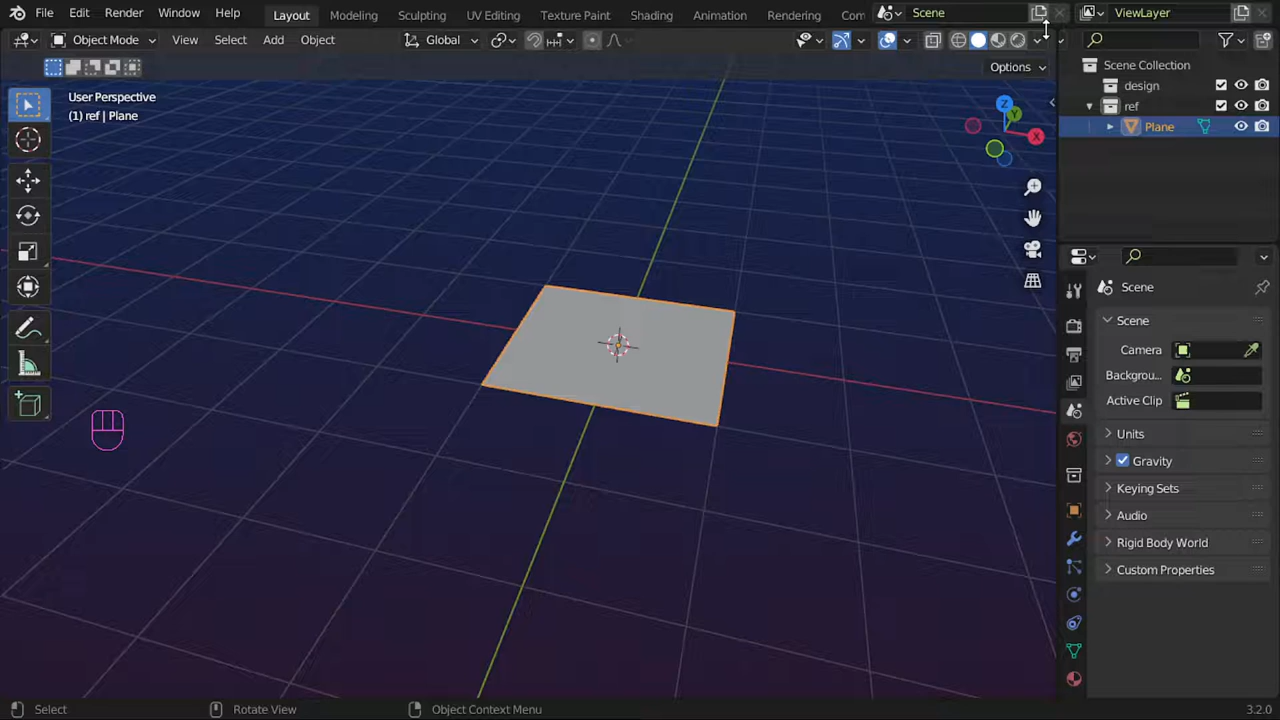 File Edit Render Window Help Layout Modeling Sculpting UV Editing Texture Paint Shading Animation Rendering Com Scene ViewLayer
Object Mode View Select Add Object Global
Options
User Perspective
(1) ref | Plane
Z
Y
X
Scene Collection
design
ref
Plane
Scene
Scene
Camera
Backgrou...
Active Clip
Units
Gravity
Keying Sets
Audio
Rigid Body World
Custom Properties
Select Rotate View Object Context Menu 3.2.0